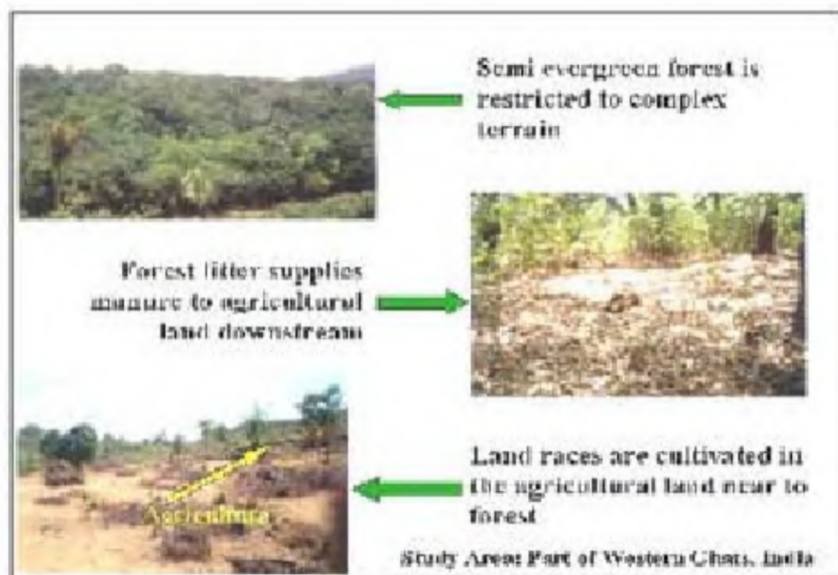 Semi evergreen forest is
restricted to complex
terrain
Forest litter supplies
manure to agricultural
land downstream
Land races are cultivated in
the agricultural land near to
forest
Agriculture
Study Area: Part of Western Ghats, India